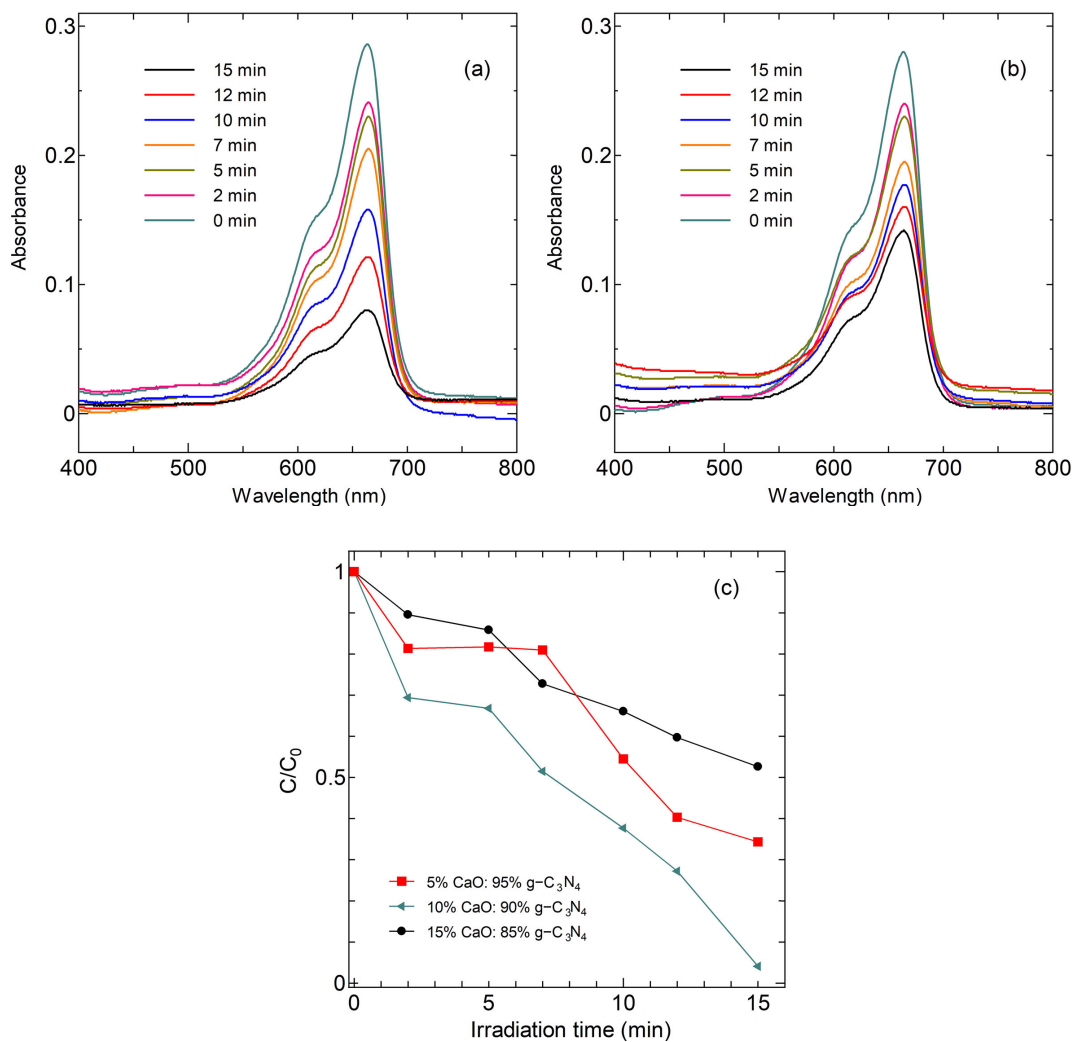 (a)
15 min
12 min
10 min
7 min
5 min
2 min
0 min
0.3
0.2
0.1
0
Absorbance
400 500 600 700 800
Wavelength (nm)
(b)
15 min
12 min
10 min
7 min
5 min
2 min
0 min
0.3
0.2
0.1
0
Absorbance
400 500 600 700 800
Wavelength (nm)
(c)
1
0.5
0
C/C₀
5% CaO: 95% g−C₃N₄
10% CaO: 90% g−C₃N₄
15% CaO: 85% g−C₃N₄
0 5 10 15
Irradiation time (min)